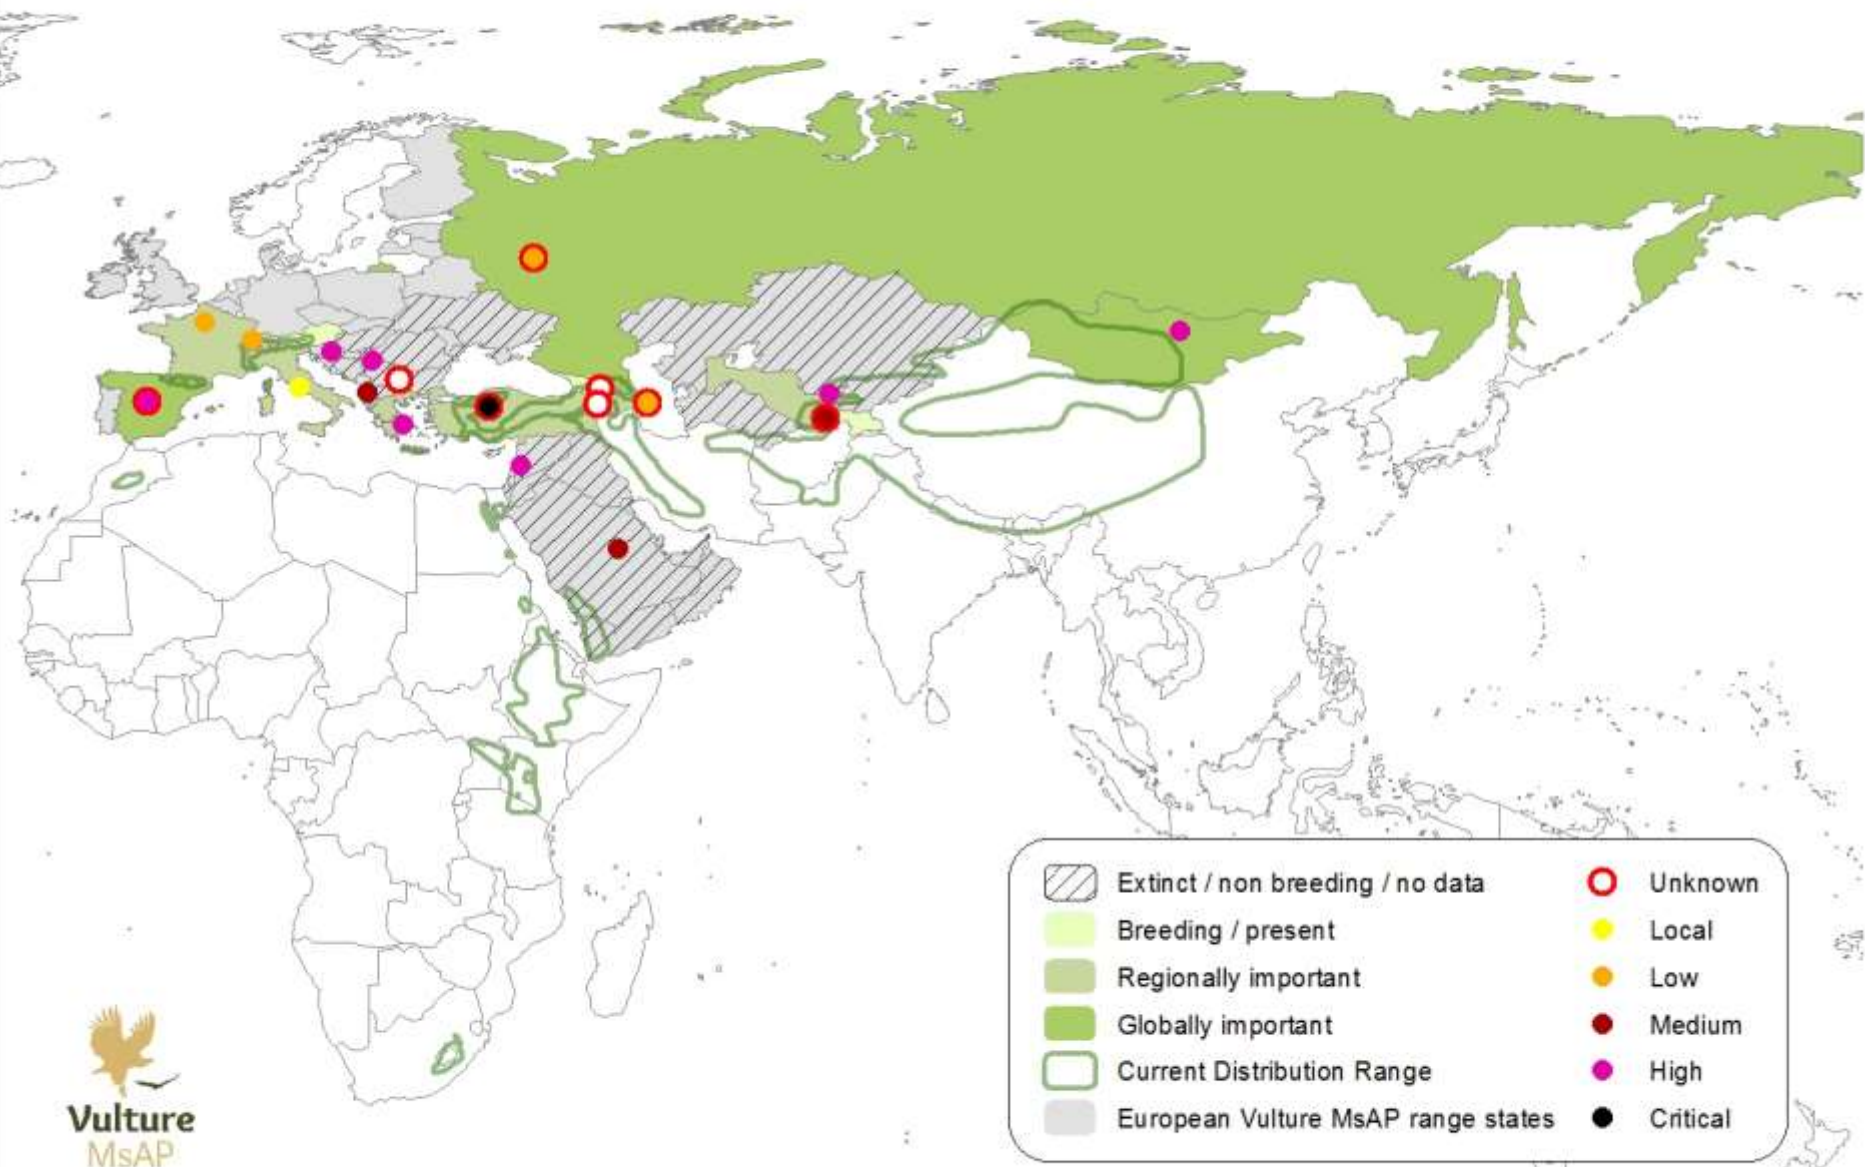 Extinct / non breeding / no data
Unknown
Breeding / present
Local
Regionally important
Low
Globally important
Medium
Current Distribution Range
High
European Vulture MsAP range states
Critical
Vulture
MsAP